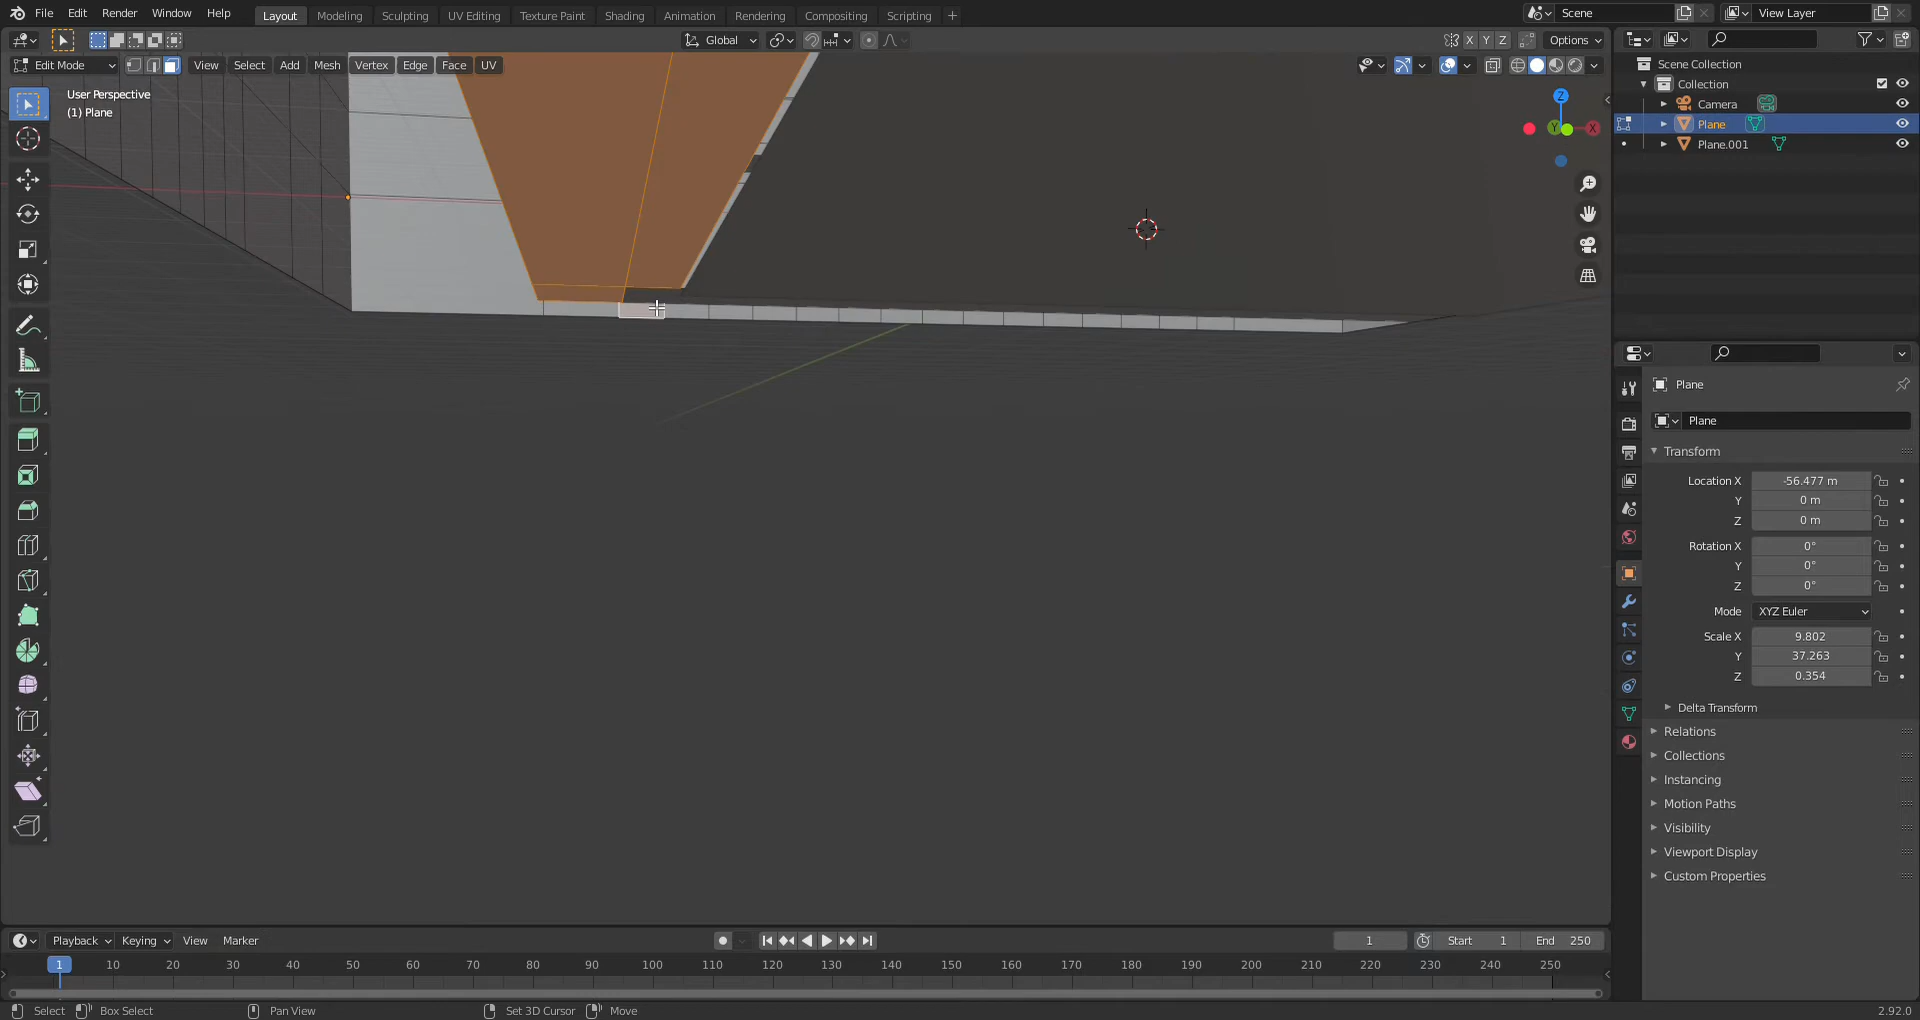 File Edit Render Window Help Layout Modeling Sculpting UV Editing Texture Paint Shading Animation Rendering Compositing Scripting + Scene View Layer
Global X Y Z Options
Edit Mode View Select Add Mesh Vertex Edge Face UV
User Perspective
(1) Plane
Z
Y
X
Scene Collection
Collection
Camera
Plane
Plane.001
Plane
Plane
Transform
Location X -56.477 m
Y 0 m
Z 0 m
Rotation X 0°
Y 0°
Z 0°
Mode XYZ Euler
Scale X 9.802
Y 37.263
Z 0.354
Delta Transform
Relations
Collections
Instancing
Motion Paths
Visibility
Viewport Display
Custom Properties
Playback Keying View Marker 1 Start 1 End 250
1 10 20 30 40 50 60 70 80 90 100 110 120 130 140 150 160 170 180 190 200 210 220 230 240 250
Select Box Select Pan View Set 3D Cursor Move 2.92.0